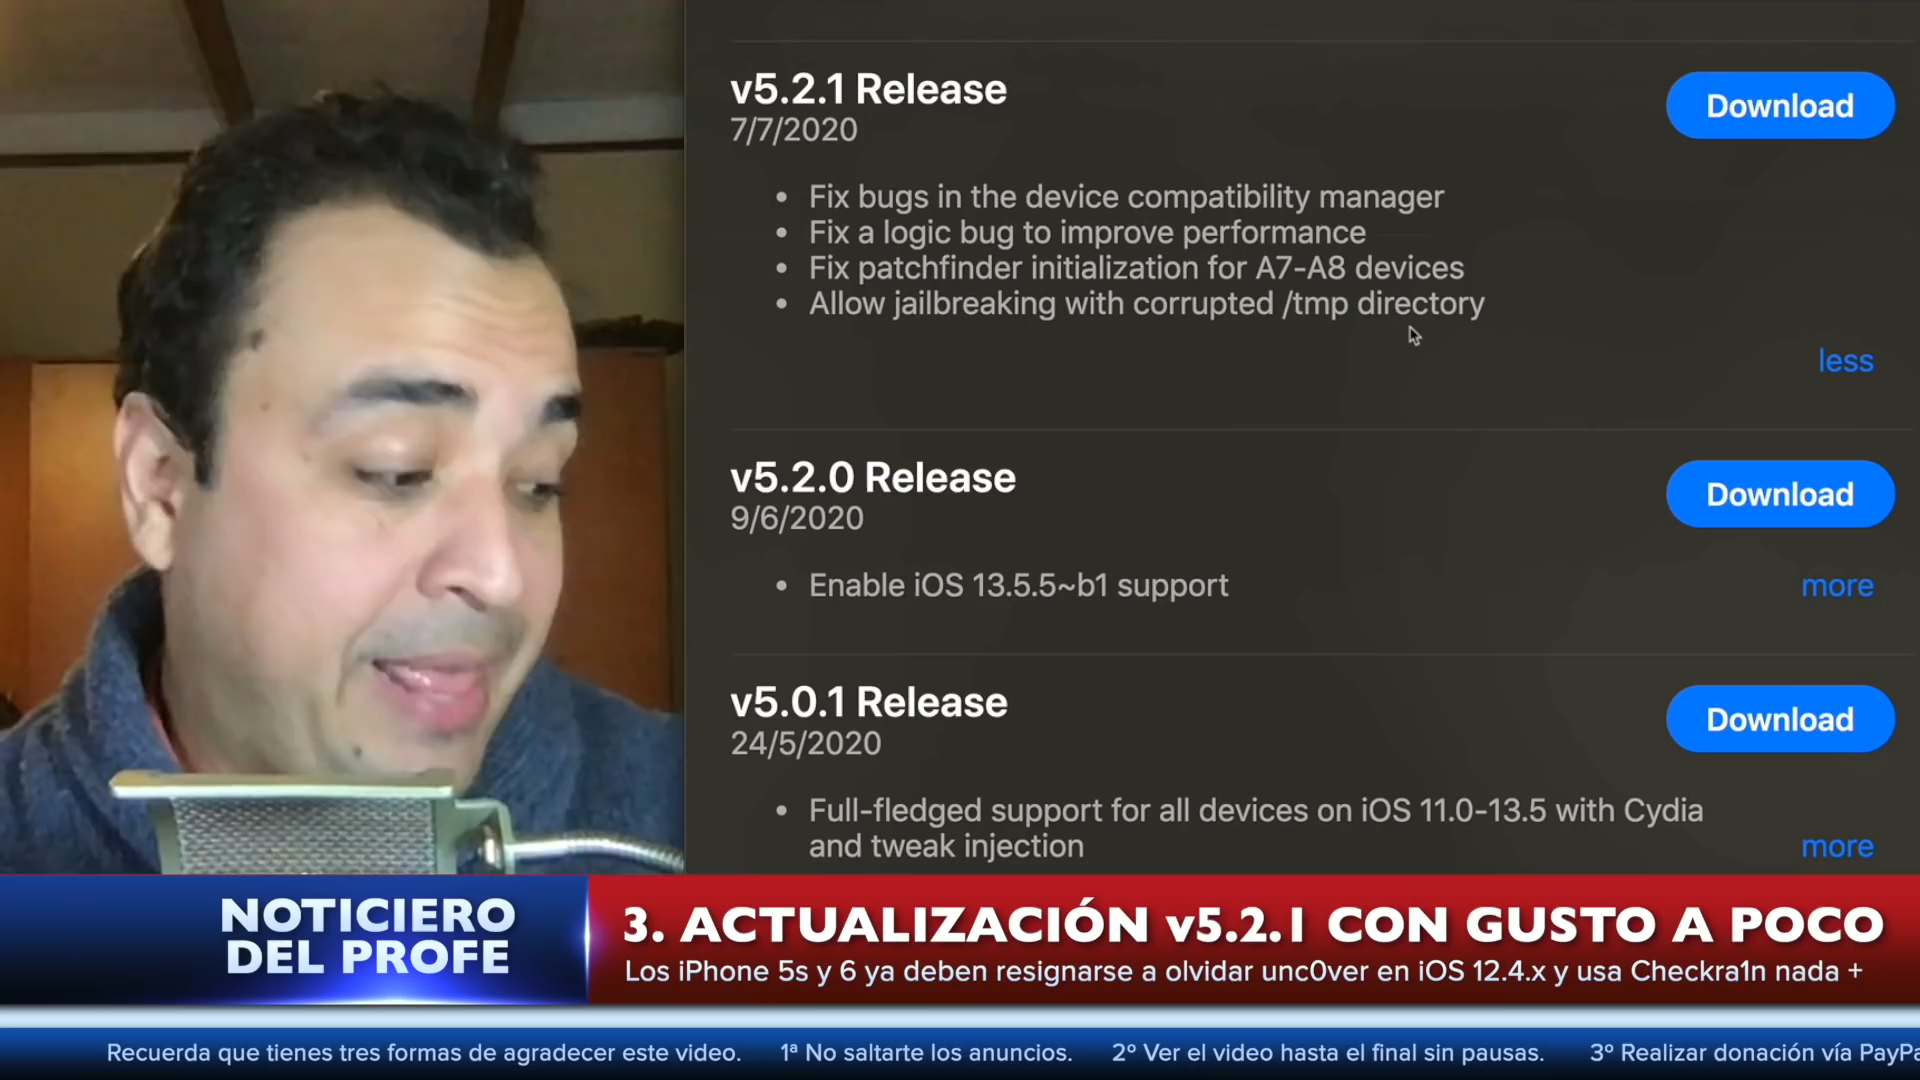 v5.2.1 Release
7/7/2020
Download
• Fix bugs in the device compatibility manager
• Fix a logic bug to improve performance
• Fix patchfinder initialization for A7-A8 devices
• Allow jailbreaking with corrupted /tmp directory
less
v5.2.0 Release
9/6/2020
Download
• Enable iOS 13.5.5~b1 support
more
v5.0.1 Release
24/5/2020
Download
• Full-fledged support for all devices on iOS 11.0-13.5 with Cydia
and tweak injection
more
NOTICIERO
DEL PROFE
3. ACTUALIZACIÓN v5.2.1 CON GUSTO A POCO
Los iPhone 5s y 6 ya deben resignarse a olvidar unc0ver en iOS 12.4.x y usa Checkra1n nada +
Recuerda que tienes tres formas de agradecer este video. 1ª No saltarte los anuncios. 2º Ver el video hasta el final sin pausas. 3º Realizar donación vía PayPa